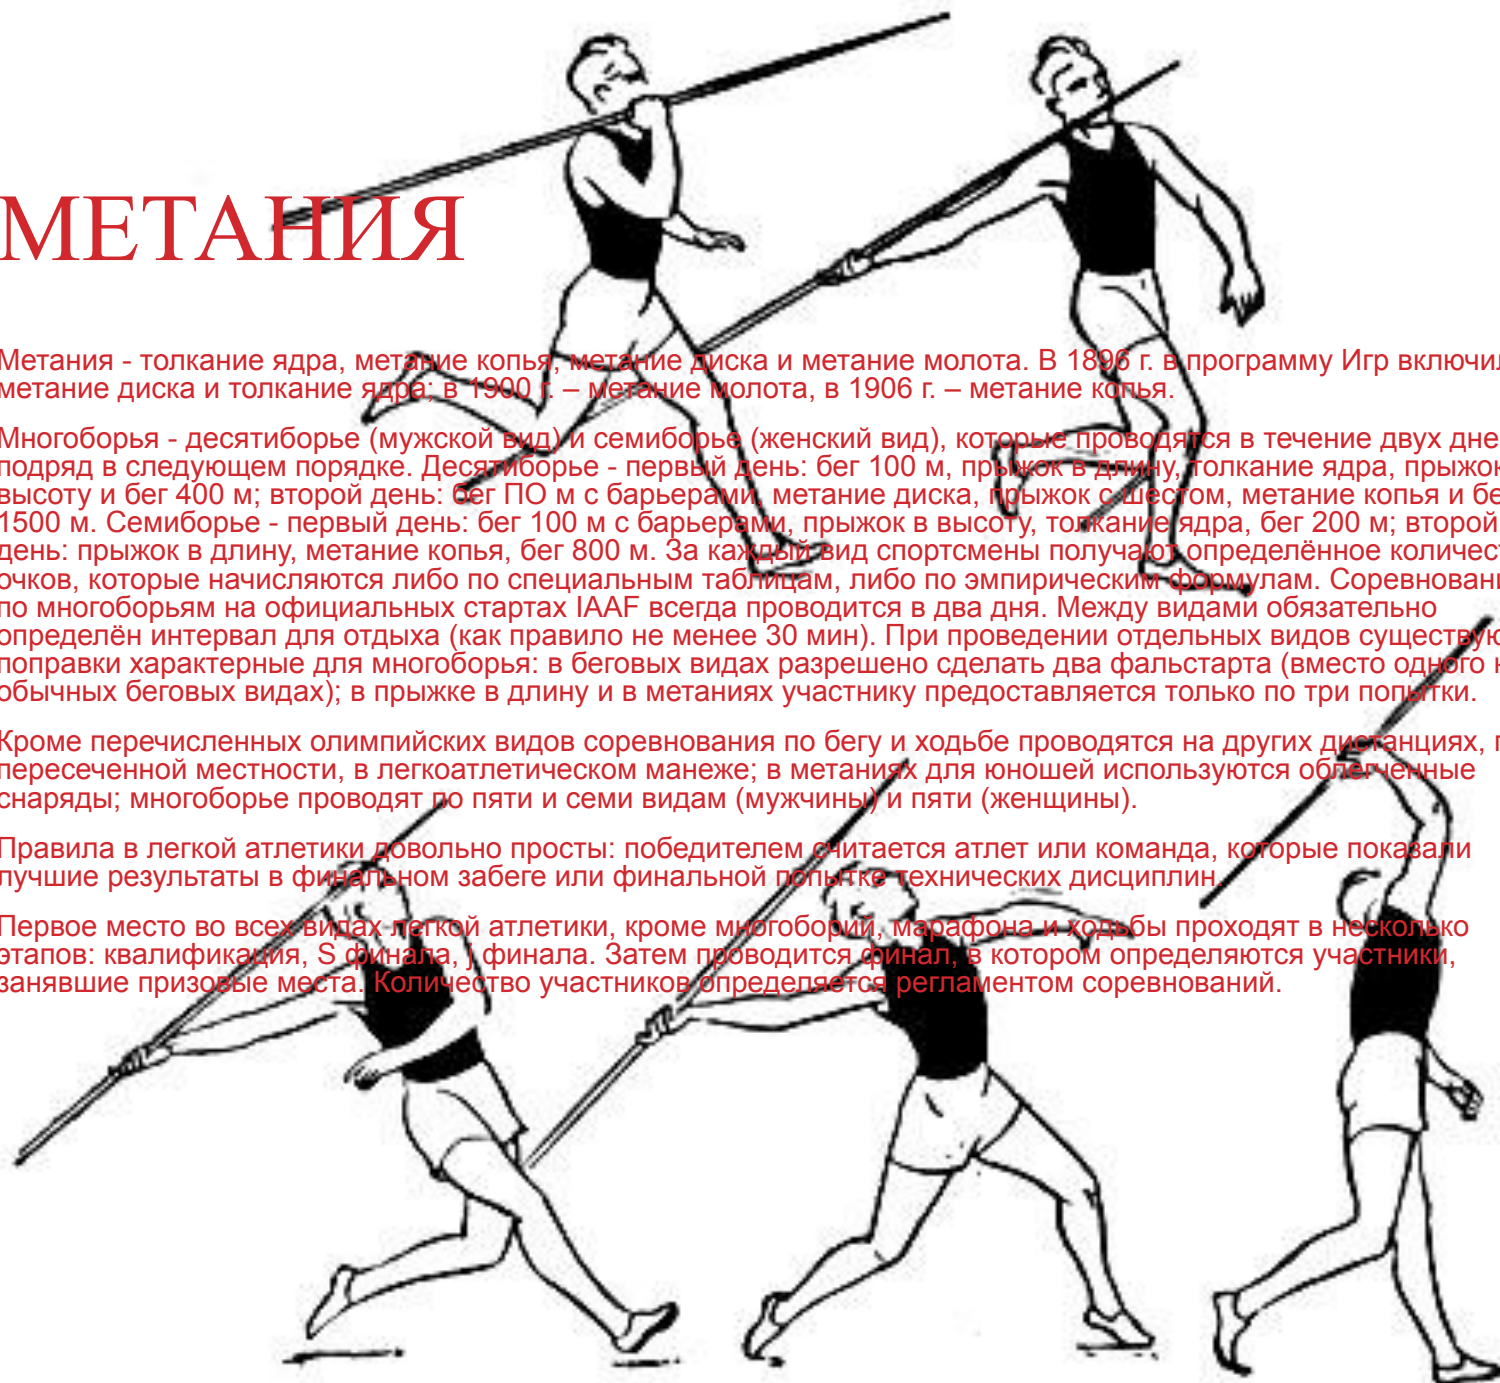 МЕТАНИЯ
Метания - толкание ядра, метание копья, метание диска и метание молота. В 1896 г. в программу Игр включил
метание диска и толкание ядра; в 1900 г. – метание молота, в 1906 г. – метание копья.
Многоборья - десятиборье (мужской вид) и семиборье (женский вид), которые проводятся в течение двух дне
подряд в следующем порядке. Десятиборье - первый день: бег 100 м, прыжок в длину, толкание ядра, прыжок
высоту и бег 400 м; второй день: бег ПО м с барьерами, метание диска, прыжок с шестом, метание копья и бе
1500 м. Семиборье - первый день: бег 100 м с барьерами, прыжок в высоту, толкание ядра, бег 200 м; второй
день: прыжок в длину, метание копья, бег 800 м. За каждый вид спортсмены получают определённое количест
очков, которые начисляются либо по специальным таблицам, либо по эмпирическим формулам. Соревновани
по многоборьям на официальных стартах IAAF всегда проводится в два дня. Между видами обязательно
определён интервал для отдыха (как правило не менее 30 мин). При проведении отдельных видов существую
поправки характерные для многоборья: в беговых видах разрешено сделать два фальстарта (вместо одного н
обычных беговых видах); в прыжке в длину и в метаниях участнику предоставляется только по три попытки.
Кроме перечисленных олимпийских видов соревнования по бегу и ходьбе проводятся на других дистанциях, п
пересеченной местности, в легкоатлетическом манеже; в метаниях для юношей используются облегченные
снаряды; многоборье проводят по пяти и семи видам (мужчины) и пяти (женщины).
Правила в легкой атлетики довольно просты: победителем считается атлет или команда, которые показали
лучшие результаты в финальном забеге или финальной попытке технических дисциплин.
Первое место во всех видах легкой атлетики, кроме многоборий, марафона и ходьбы проходят в несколько
этапов: квалификация, S финала, j финала. Затем проводится финал, в котором определяются участники,
занявшие призовые места. Количество участников определяется регламентом соревнований.